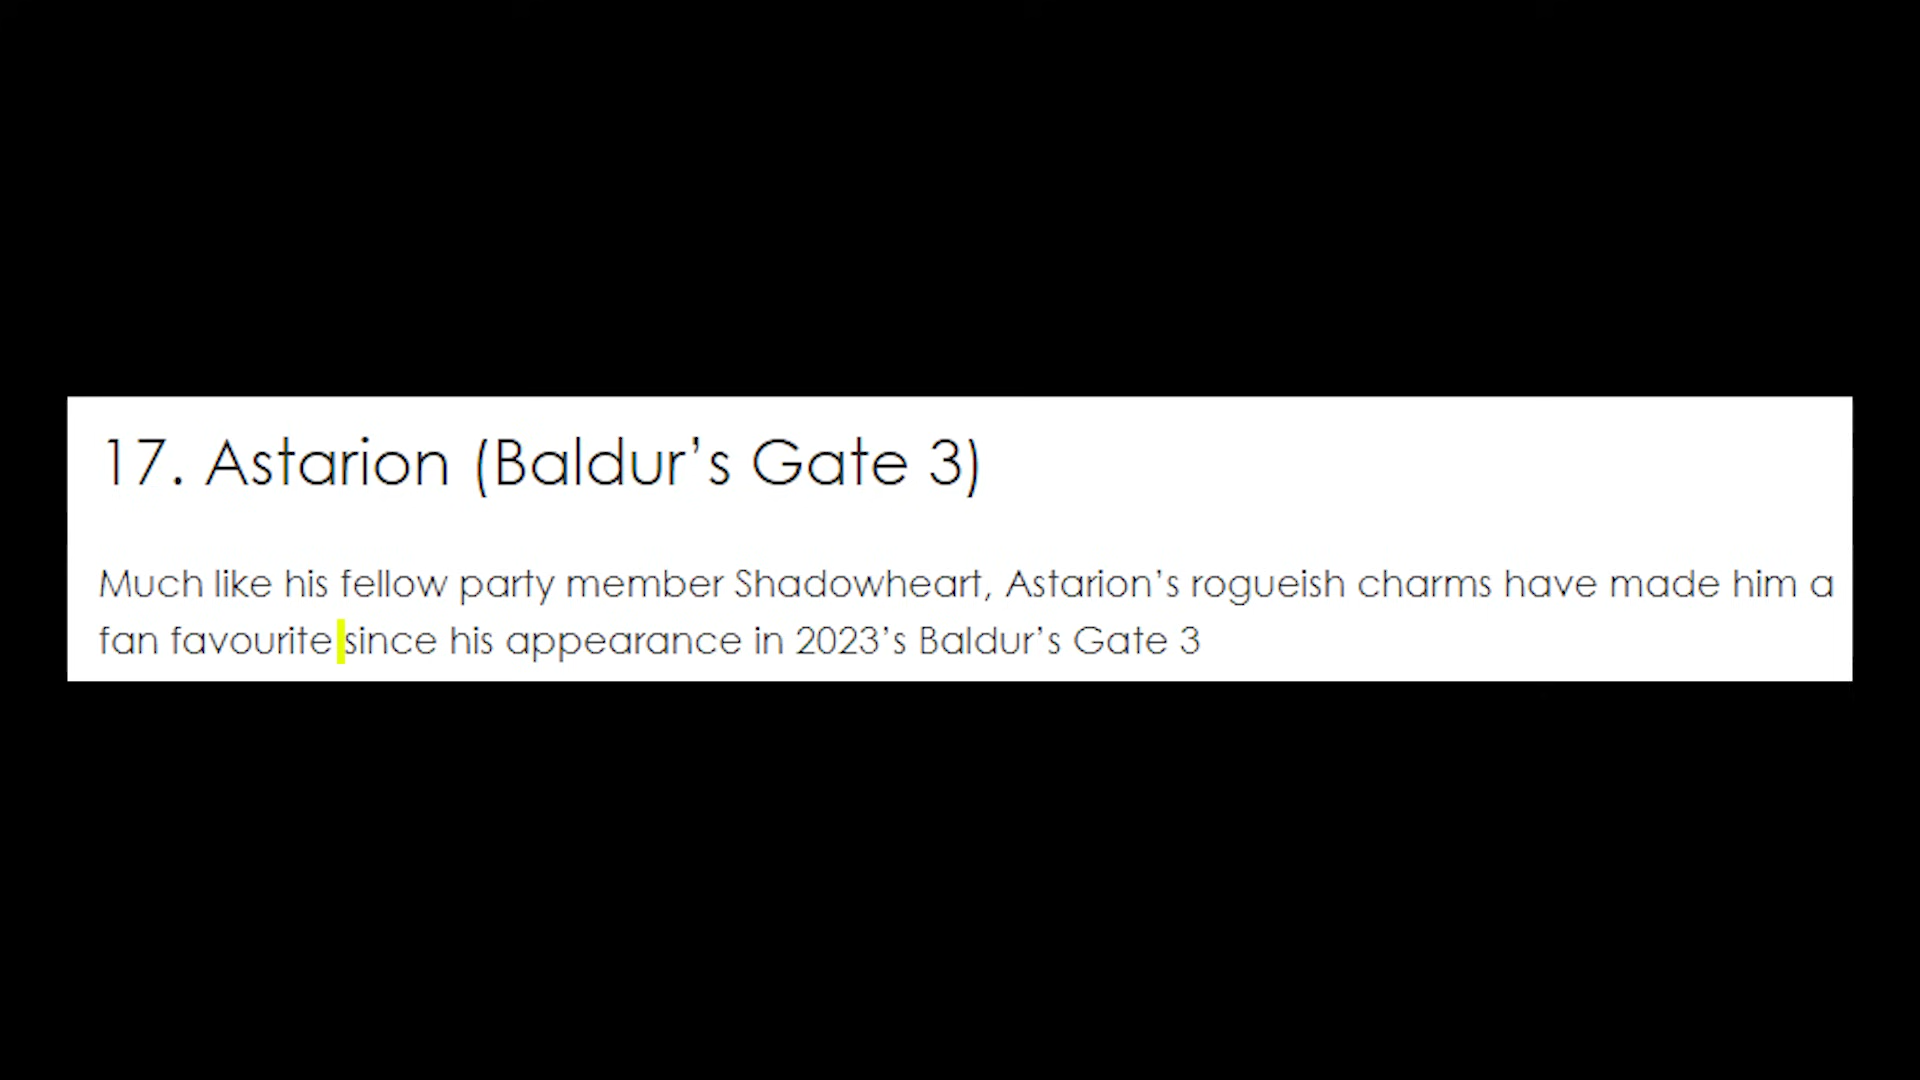 17. Astarion (Baldur’s Gate 3)
Much like his fellow party member Shadowheart, Astarion’s rogueish charms have made him a
fan favourite since his appearance in 2023’s Baldur’s Gate 3